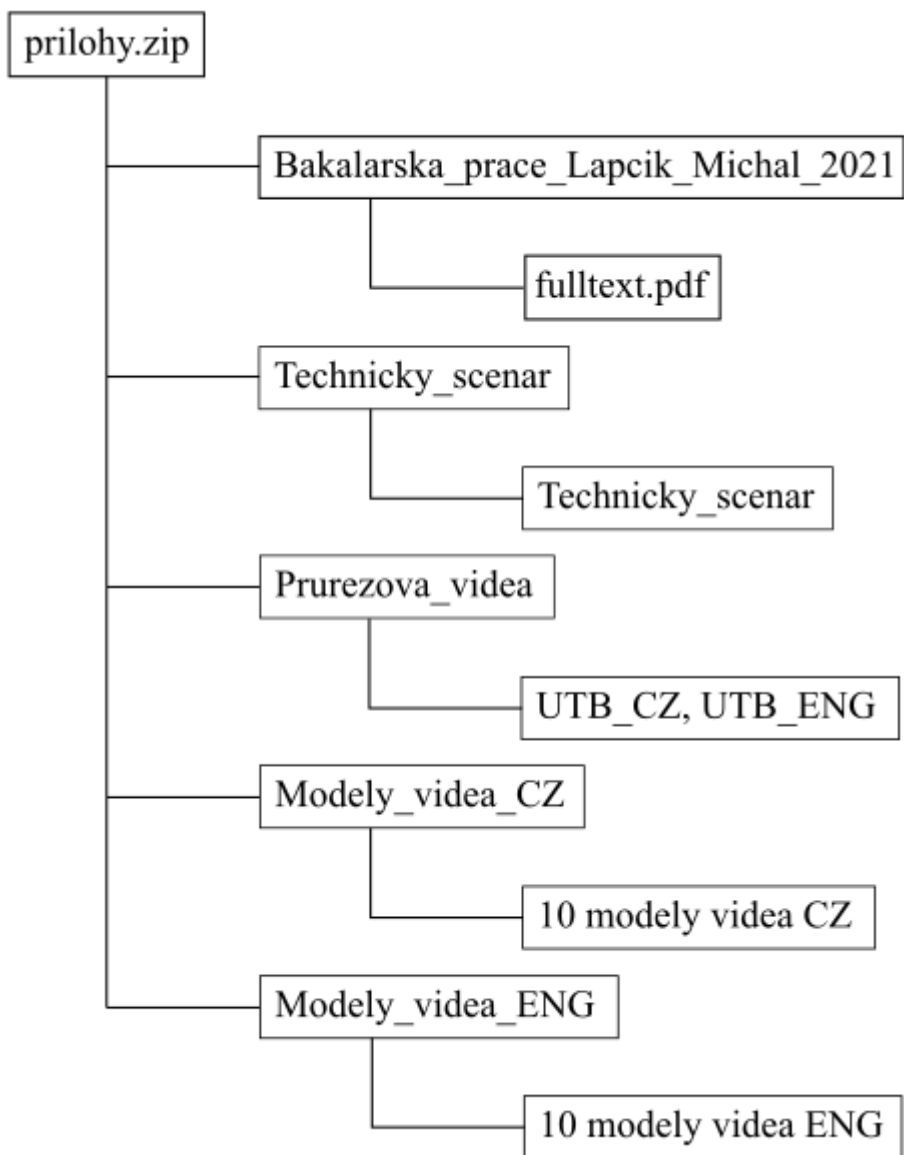 prilohy.zip
Bakalarska_prace_Lapcik_Michal_2021
fulltext.pdf
Technicky_scenar
Technicky_scenar
Prurezova_videa
UTB_CZ, UTB_ENG
Modely_videa_CZ
10 modely videa CZ
Modely_videa_ENG
10 modely videa ENG